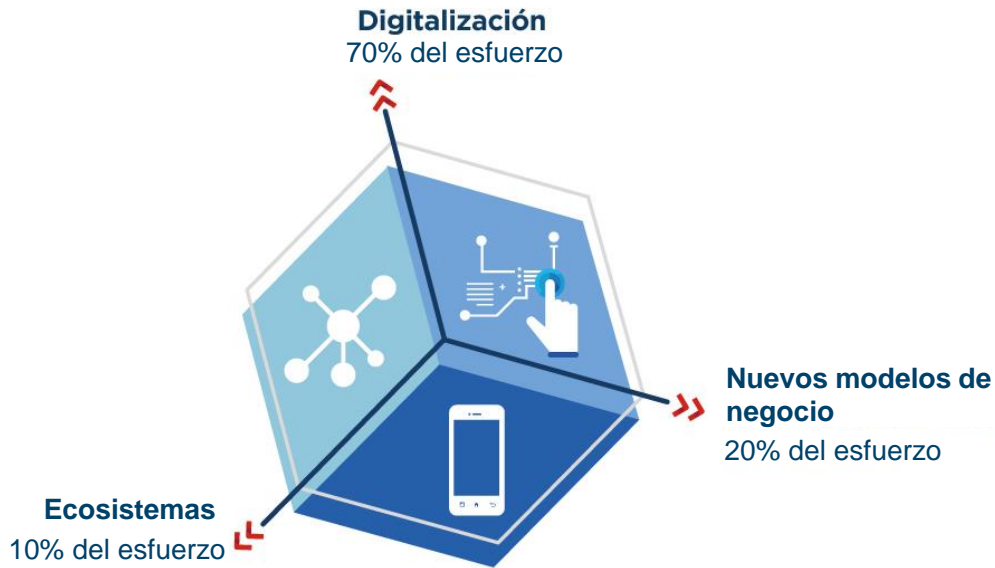 Digitalización
70% del esfuerzo
Nuevos modelos de
negocio
20% del esfuerzo
Ecosistemas
10% del esfuerzo